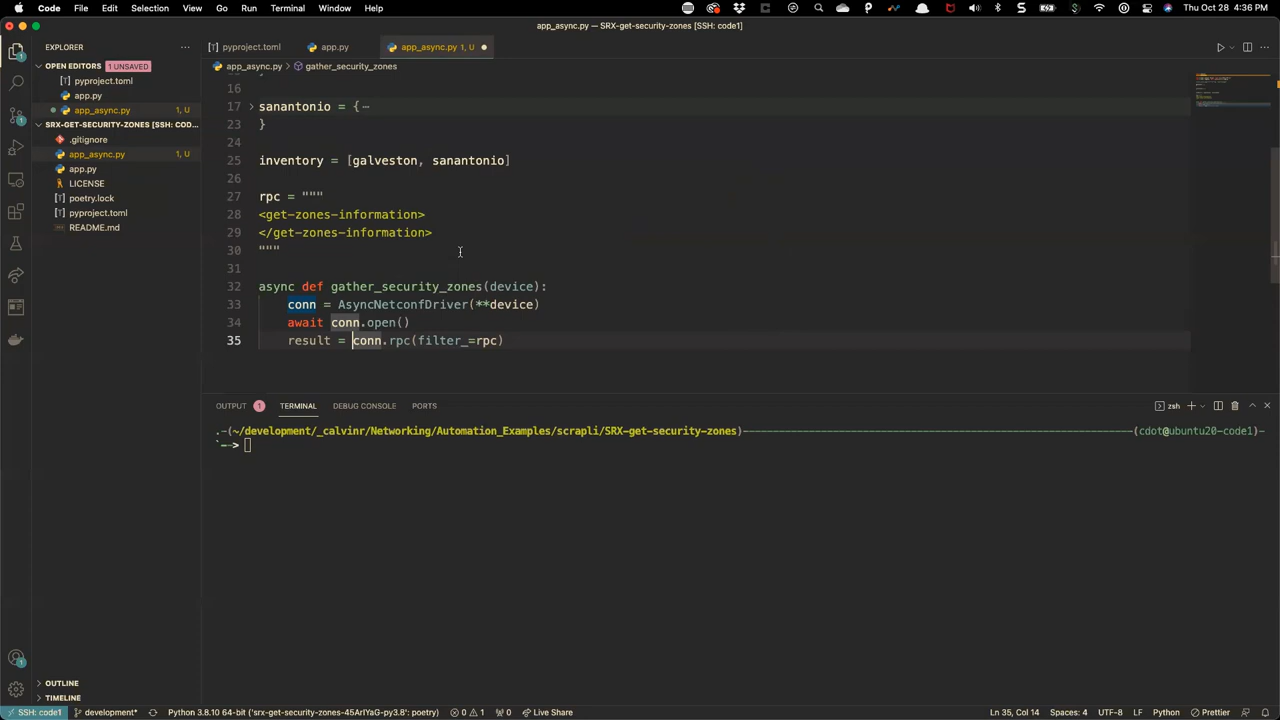 Code File Edit Selection View Go Run Terminal Window Help Thu Oct 28 4:36 PM
app_async.py — SRX-get-security-zones [SSH: code1]
EXPLORER
pyproject.toml app.py app_async.py 1, U
OPEN EDITORS 1 UNSAVED
app_async.py > gather_security_zones
pyproject.toml
app.py
app_async.py 1, U
SRX-GET-SECURITY-ZONES [SSH: COD...
.gitignore
app_async.py 1, U
app.py
LICENSE
poetry.lock
pyproject.toml
README.md
16
17 sanantonio = {
23 }
24
25 inventory = [galveston, sanantonio]
26
27 rpc = """
28 <get-zones-information>
29 </get-zones-information>
30 """
31
32 async def gather_security_zones(device):
33 conn = AsyncNetconfDriver(**device)
34 await conn.open()
35 result = conn.rpc(filter_=rpc)
OUTPUT 1 TERMINAL DEBUG CONSOLE PORTS zsh
.-(~/development/_calvinr/Networking/Automation_Examples/scrapli/SRX-get-security-zones)------(cdot@ubuntu20-code1)-
`--> 
OUTLINE
TIMELINE
SSH: code1 development* Python 3.8.10 64-bit ('srx-get-security-zones-45ArIYaG-py3.8': poetry) 0 1 0 Live Share Ln 35, Col 14 Spaces: 4 UTF-8 LF Python Prettier